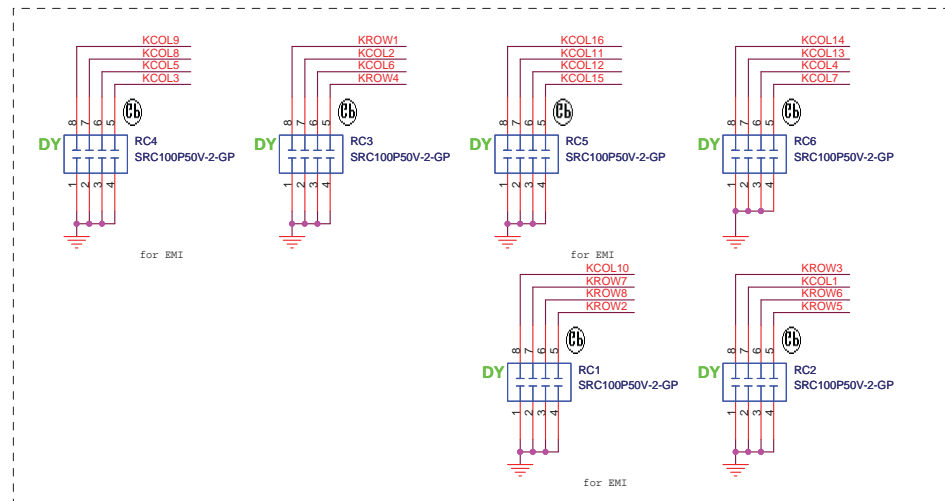 KCOL9
KCOL8
KCOL5
KCOL3
8 7 6 5
DY
RC4
SRC100P50V-2-GP
1 2 3 4
for EMI
KROW1
KCOL2
KCOL6
KROW4
8 7 6 5
DY
RC3
SRC100P50V-2-GP
1 2 3 4
KCOL16
KCOL11
KCOL12
KCOL15
8 7 6 5
DY
RC5
SRC100P50V-2-GP
1 2 3 4
for EMI
KCOL14
KCOL13
KCOL4
KCOL7
8 7 6 5
DY
RC6
SRC100P50V-2-GP
1 2 3 4
KCOL10
KROW7
KROW8
KROW2
8 7 6 5
DY
RC1
SRC100P50V-2-GP
1 2 3 4
for EMI
KROW3
KCOL1
KROW6
KROW5
8 7 6 5
DY
RC2
SRC100P50V-2-GP
1 2 3 4